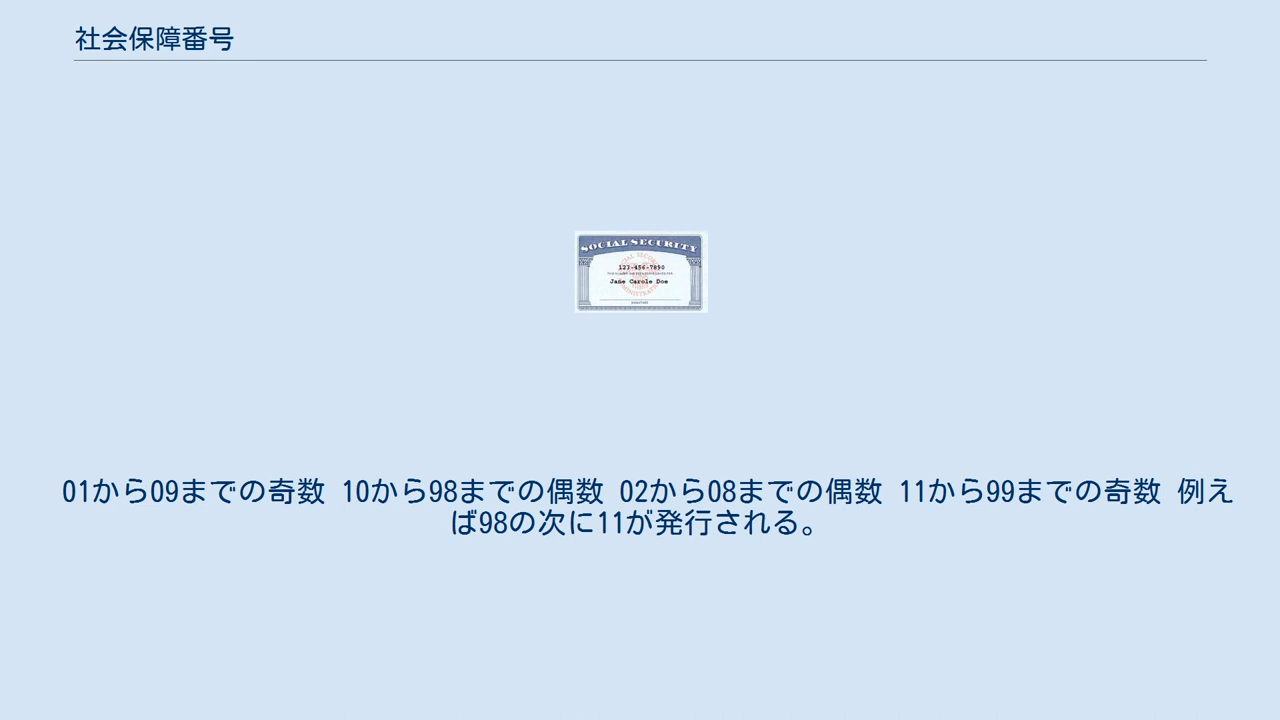 社会保障番号
SOCIAL SECURITY
123-456-7890
Jane Carole Doe
01から09までの奇数 10から98までの偶数 02から08までの偶数 11から99までの奇数 例え
ば98の次に11が発行される。